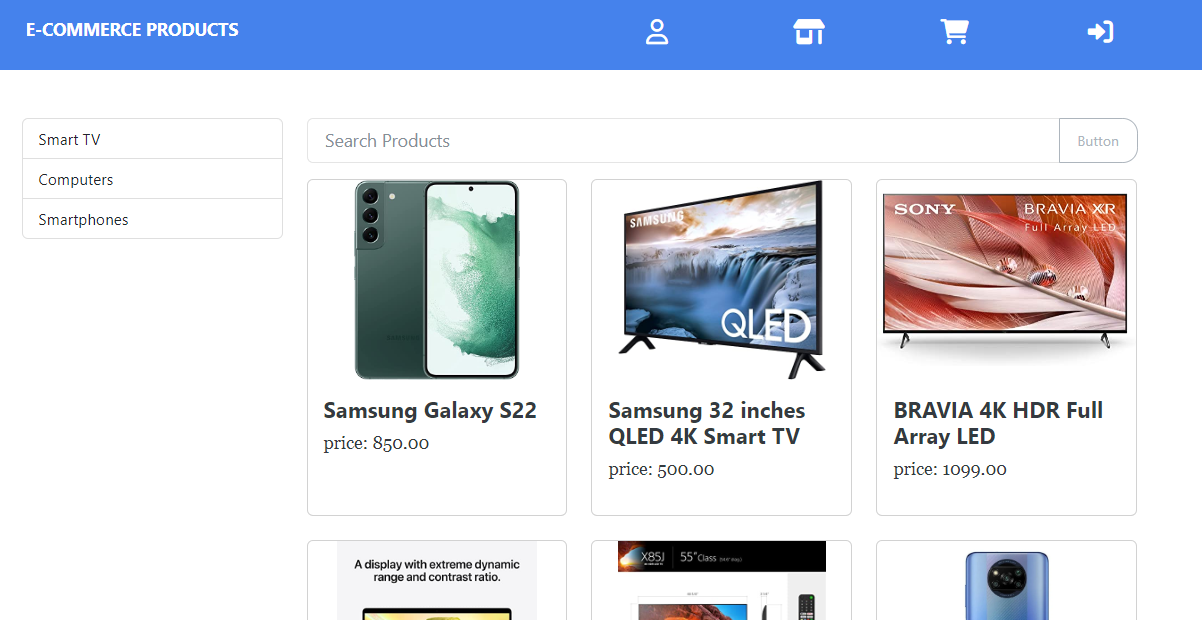 E-COMMERCE PRODUCTS
Smart TV
Computers
Smartphones
Search Products
Button
SAMSUNG
QLED
SONY
BRAVIA XR
Full Array LED
Samsung Galaxy S22
price: 850.00
Samsung 32 inches
QLED 4K Smart TV
price: 500.00
BRAVIA 4K HDR Full
Array LED
price: 1099.00
A display with extreme dynamic
range and contrast ratio.
X85J
55" Class